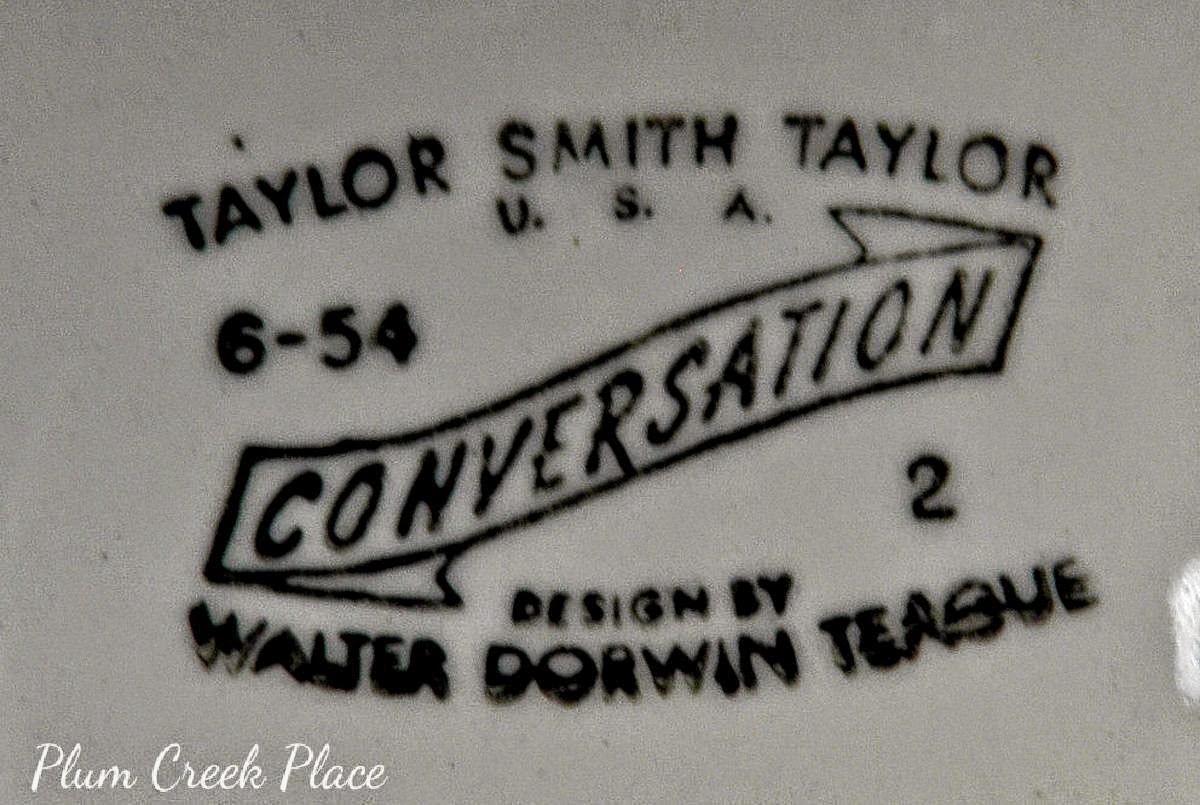 TAYLOR SMITH TAYLOR
U. S. A.
6-54
CONVERSATION
2
DESIGN BY
WALTER DORWIN TEAGUE
Plum Creek Place